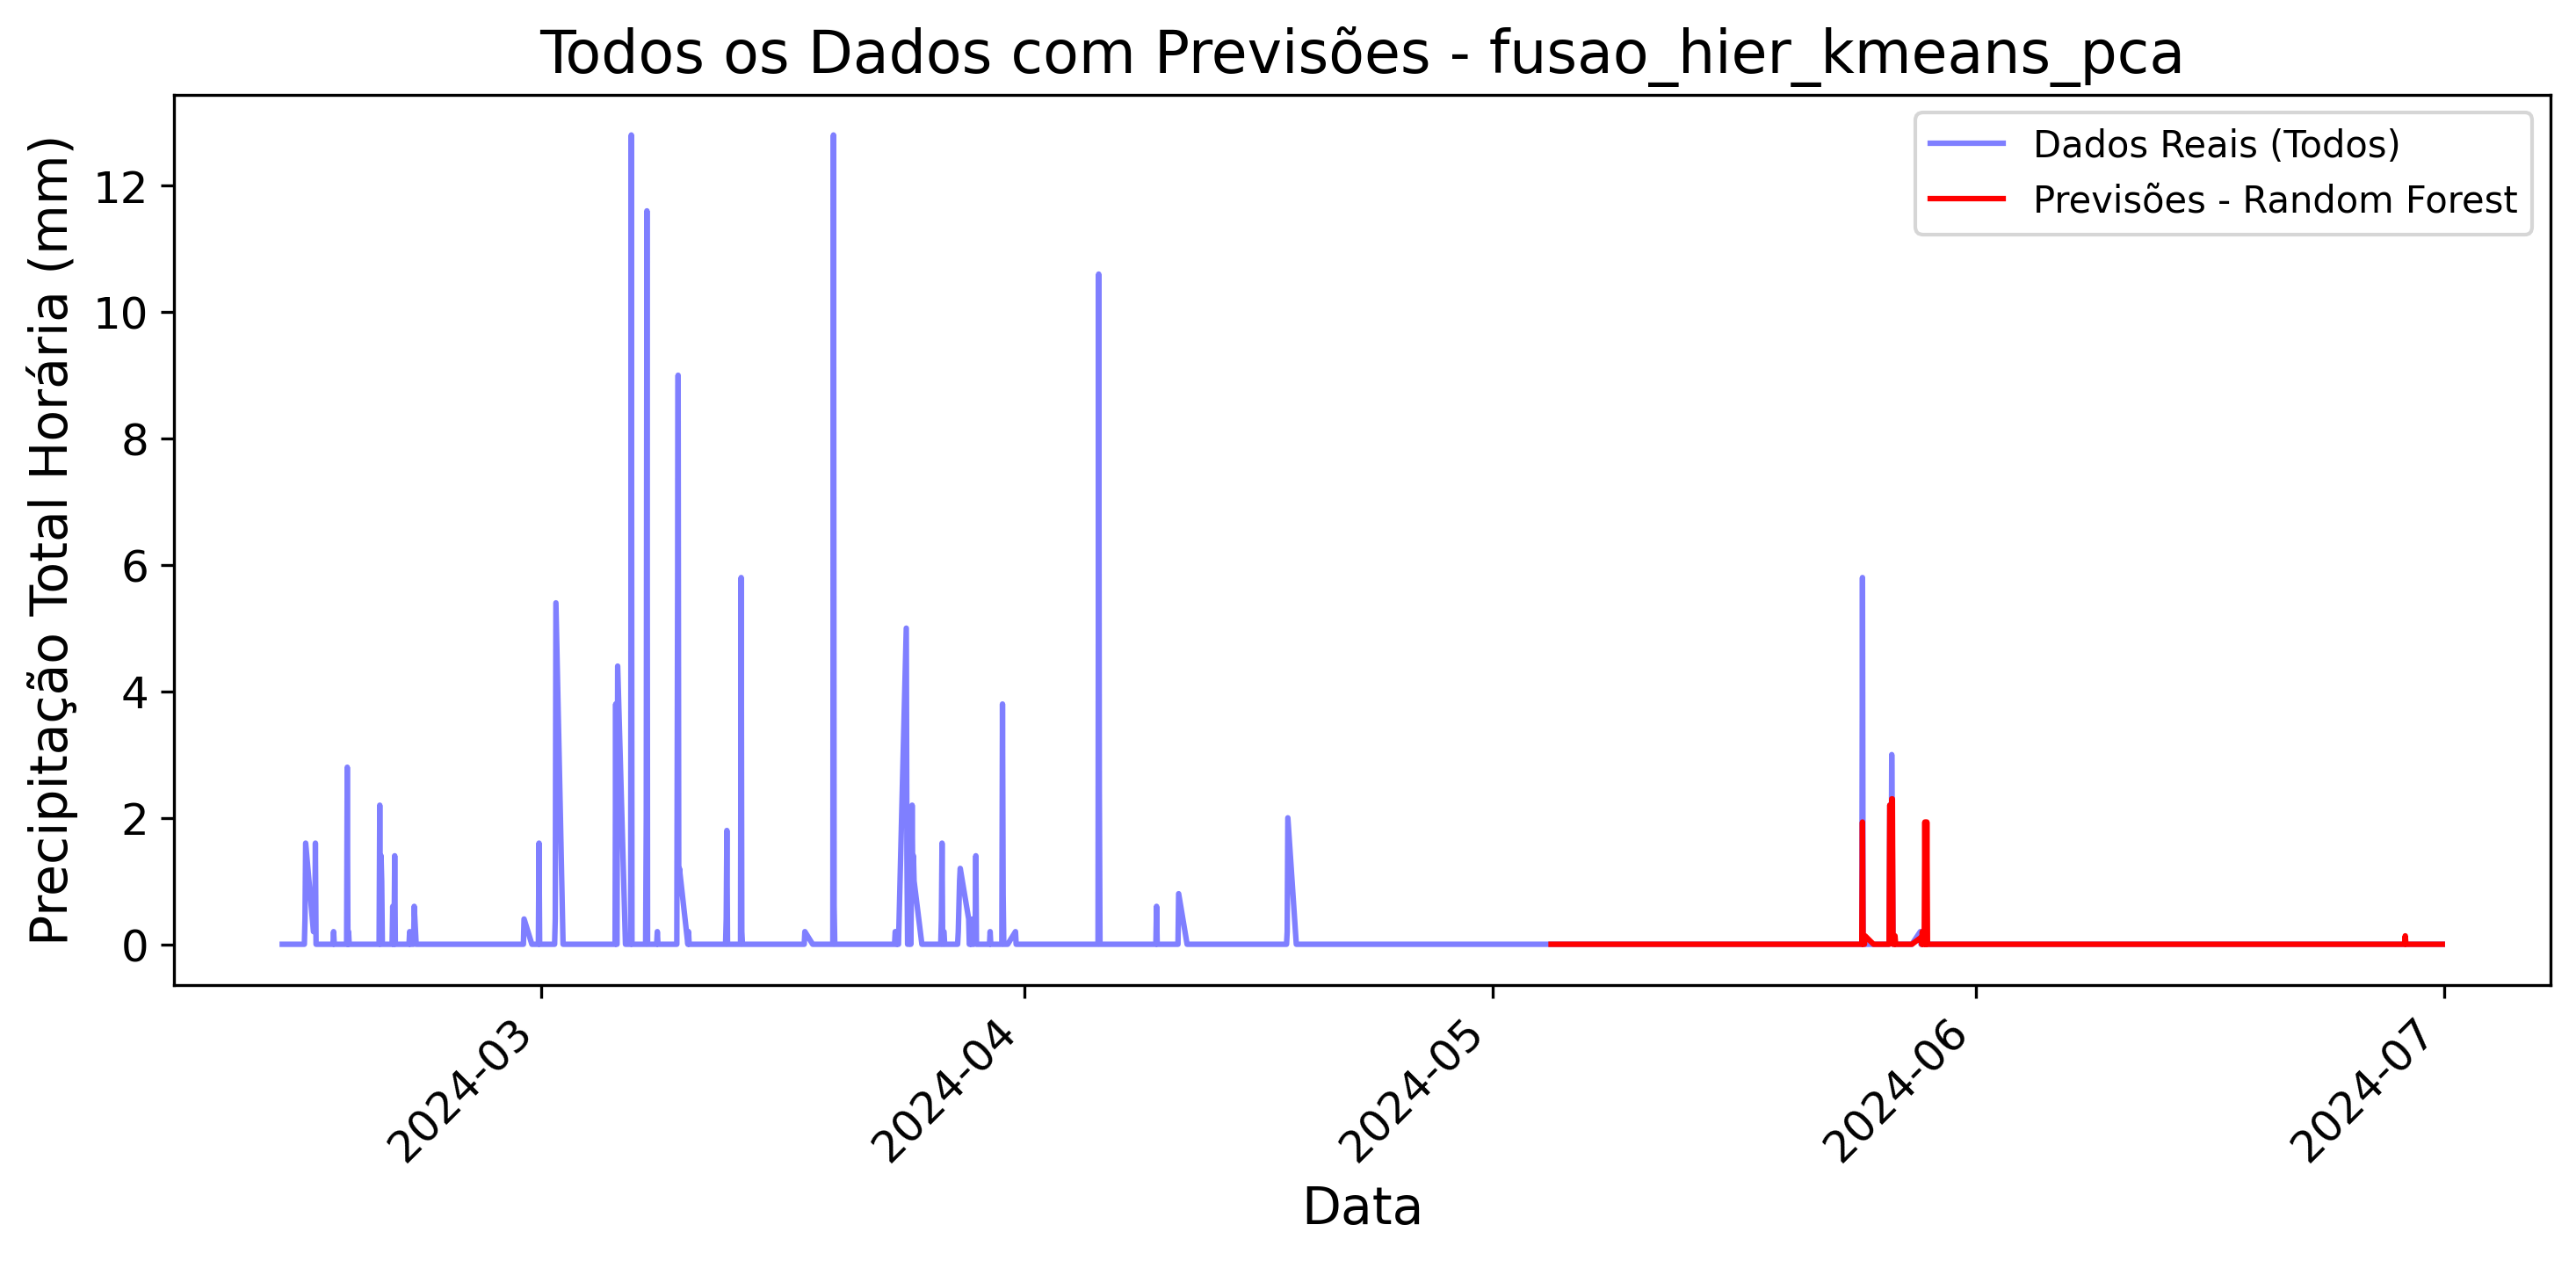 Todos os Dados com Previsões - fusao_hier_kmeans_pca
Dados Reais (Todos)
Previsões - Random Forest
Precipitação Total Horária (mm)
12
10
8
6
4
2
0
2024-03
2024-04
2024-05
2024-06
2024-07
Data